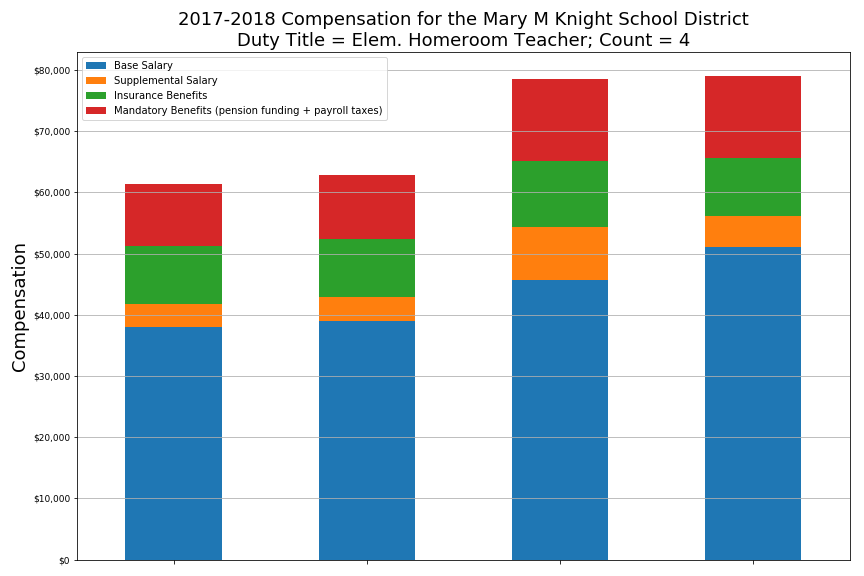 2017-2018 Compensation for the Mary M Knight School District
Duty Title = Elem. Homeroom Teacher; Count = 4
Base Salary
Supplemental Salary
Insurance Benefits
Mandatory Benefits (pension funding + payroll taxes)
Compensation
$80,000
$70,000
$60,000
$50,000
$40,000
$30,000
$20,000
$10,000
$0